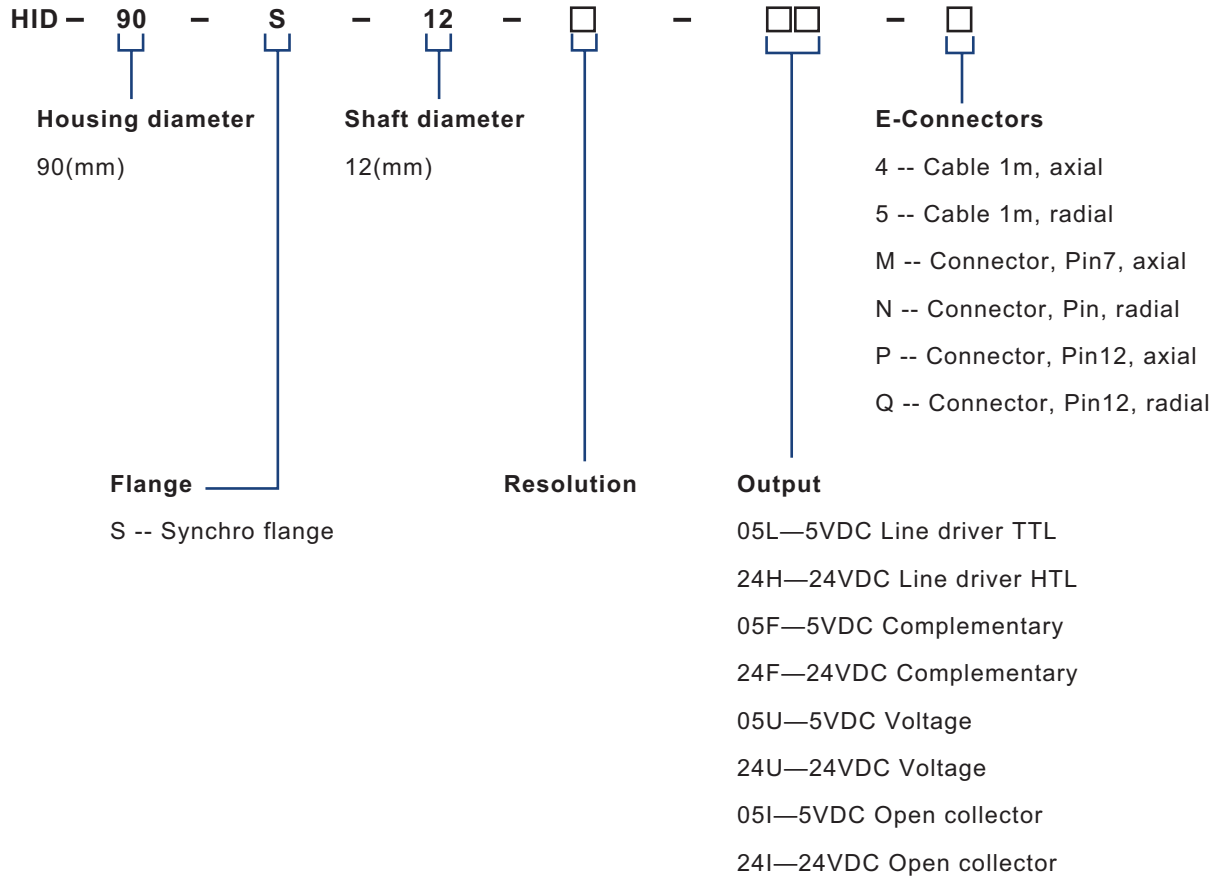 HID – 90 – S – 12 – □ – □□ – □
Housing diameter
90(mm)
Shaft diameter
12(mm)
E-Connectors
4 -- Cable 1m, axial
5 -- Cable 1m, radial
M -- Connector, Pin7, axial
N -- Connector, Pin, radial
P -- Connector, Pin12, axial
Q -- Connector, Pin12, radial
Flange
S -- Synchro flange
Resolution
Output
05L—5VDC Line driver TTL
24H—24VDC Line driver HTL
05F—5VDC Complementary
24F—24VDC Complementary
05U—5VDC Voltage
24U—24VDC Voltage
05I—5VDC Open collector
24I—24VDC Open collector